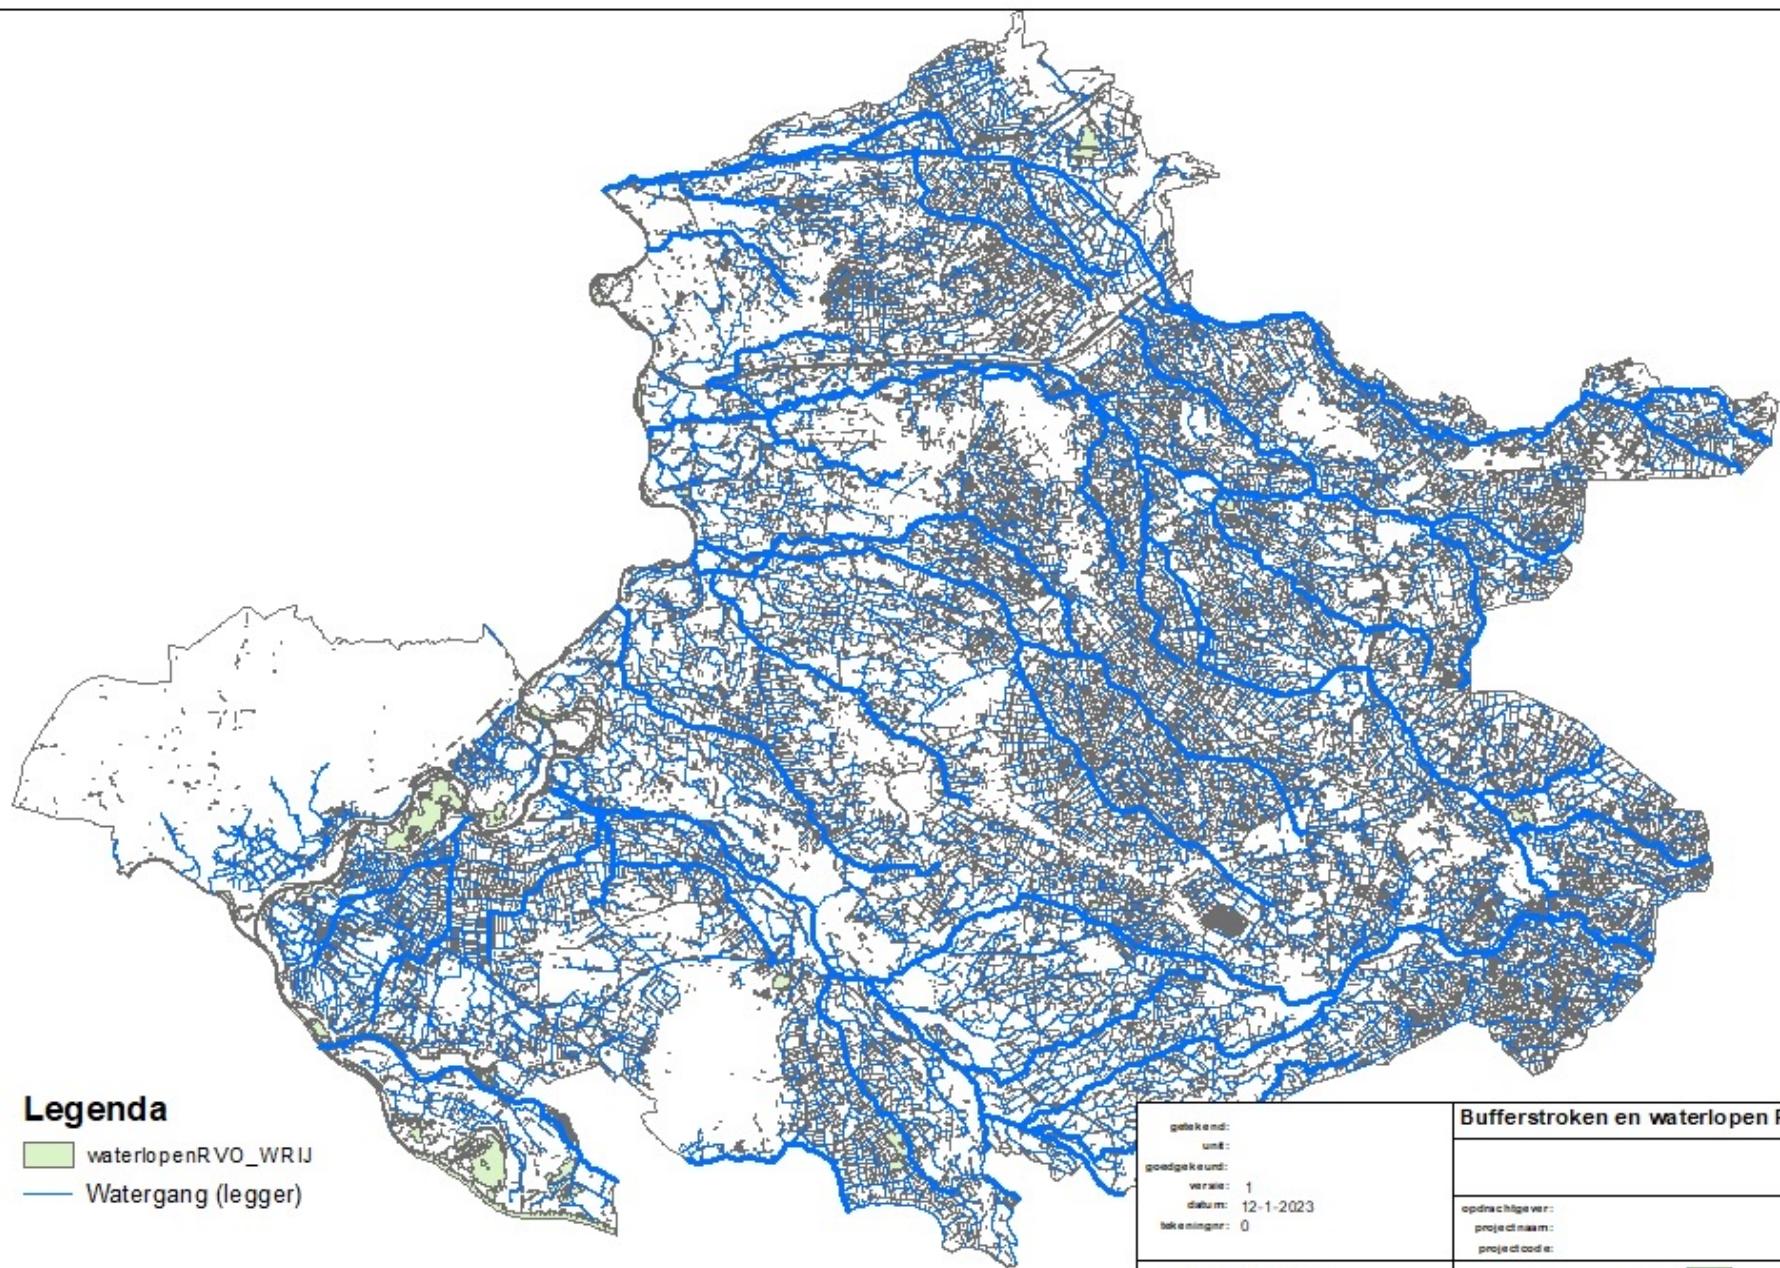 Legenda
waterlopenRVO_WRIJ
Watergang (legger)
getekend:
unit:
goedgekeurd:
versie: 1
datum: 12-1-2023
tekeningnr: 0
Bufferstroken en waterlopen
opdrachtgever:
projectnaam:
projectcode: